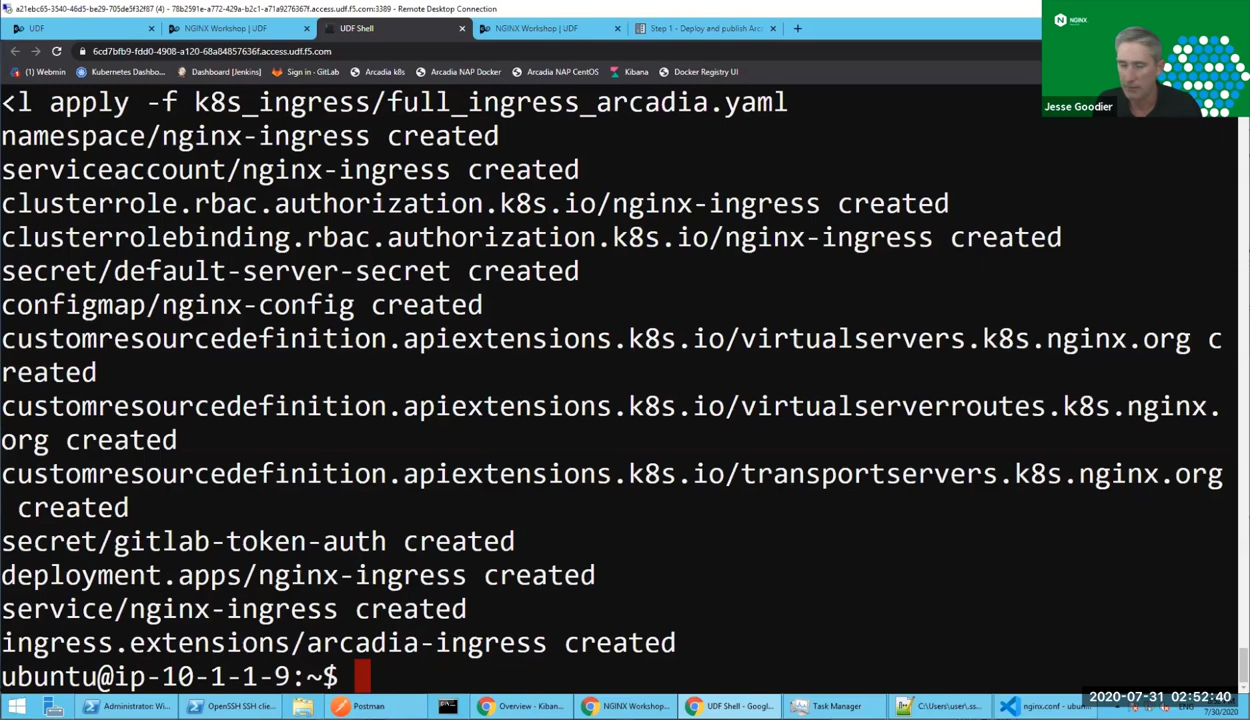 a21ebc65-3540-46d5-be29-705de5f32f87 (1) 78b2591e-a772-429a-b2c1-a71a9276367f.access.udf.f5.com:3389 - Remote Desktop Connection
UDF
NGINX Workshop | UDF
UDF Shell
NGINX Workshop | UDF
Step 1 - Deploy and publish Arc
6cd7bfb9-fdd0-4908-a120-68a84857636f.access.udf.f5.com
(1) Webmin
Kubernetes Dashbo...
Dashboard [Jenkins]
Sign in · GitLab
Arcadia k8s
Arcadia NAP Docker
Arcadia NAP CentOS
Kibana
Docker Registry UI
NGINX
Jesse Goodier
<l apply -f k8s_ingress/full_ingress_arcadia.yaml
namespace/nginx-ingress created
serviceaccount/nginx-ingress created
clusterrole.rbac.authorization.k8s.io/nginx-ingress created
clusterrolebinding.rbac.authorization.k8s.io/nginx-ingress created
secret/default-server-secret created
configmap/nginx-config created
customresourcedefinition.apiextensions.k8s.io/virtualservers.k8s.nginx.org c
reated
customresourcedefinition.apiextensions.k8s.io/virtualserverroutes.k8s.nginx.
org created
customresourcedefinition.apiextensions.k8s.io/transportservers.k8s.nginx.org
created
secret/gitlab-token-auth created
deployment.apps/nginx-ingress created
service/nginx-ingress created
ingress.extensions/arcadia-ingress created
ubuntu@ip-10-1-1-9:~$
Administrator: Wi...
OpenSSH SSH clie...
Postman
Overview - Kiban...
NGINX Workshop...
UDF Shell - Googl...
Task Manager
C:\Users\user\.ss...
nginx.conf - ubun...
2020-07-31 02:52:40
7/30/2020